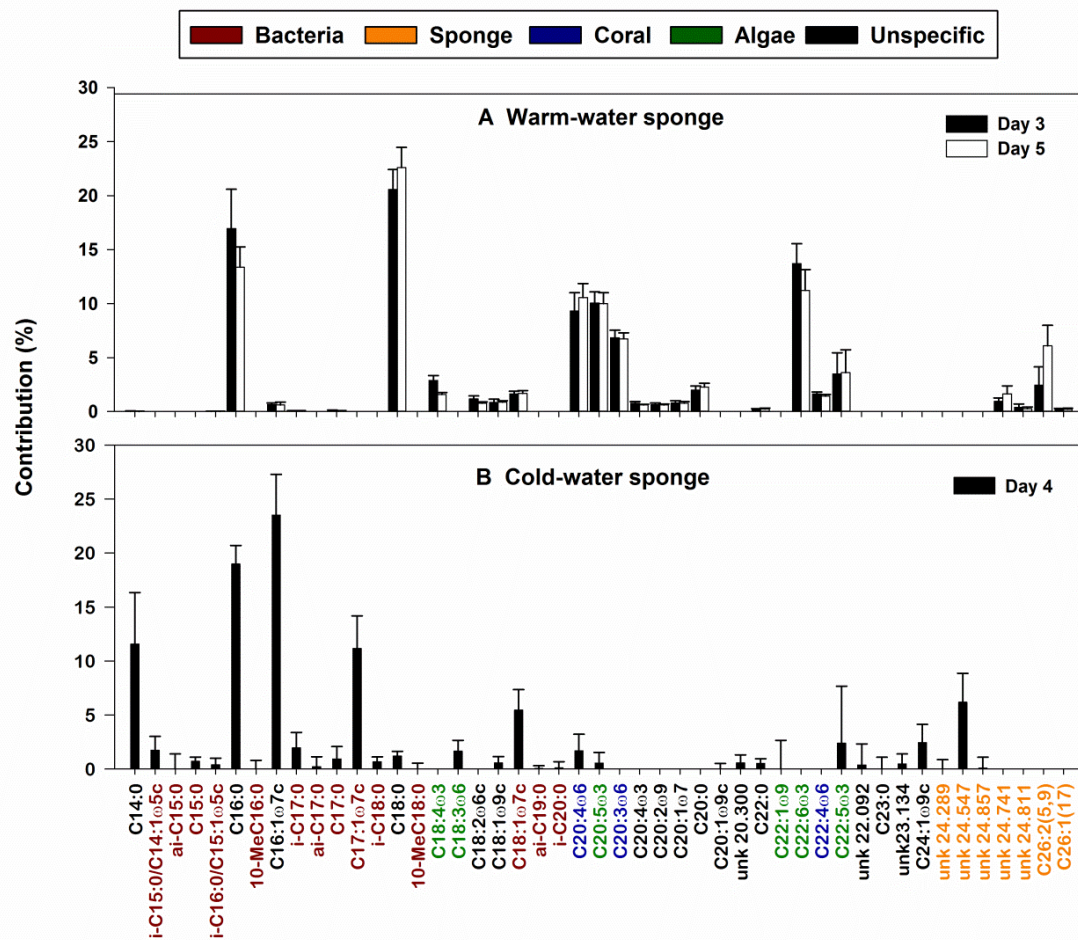 Bacteria Sponge Coral Algae Unspecific
Contribution (%)
30
25
20
15
10
5
0
A Warm-water sponge
Day 3
Day 5
30
25
20
15
10
5
0
B Cold-water sponge
Day 4
C14:0
i-C15:0/C14:1ω5c
ai-C15:0
C15:0
i-C16:0/C15:1ω5c
C16:0
10-MeC16:0
C16:1ω7c
i-C17:0
ai-C17:0
C17:0
C17:1ω7c
i-C18:0
C18:0
10-MeC18:0
C18:4ω3
C18:3ω6
C18:2ω6c
C18:1ω9c
C18:1ω7c
ai-C19:0
i-C20:0
C20:4ω6
C20:5ω3
C20:3ω6
C20:4ω3
C20:2ω9
C20:1ω7
C20:0
C20:1ω9c
unk 20.300
C22:0
C22:1ω9
C22:6ω3
C22:4ω6
C22:5ω3
unk 22.092
C23:0
unk23.134
C24:1ω9c
unk 24.289
unk 24.547
unk 24.857
unk 24.741
unk 24.811
C26:2(5,9)
C26:1(17)